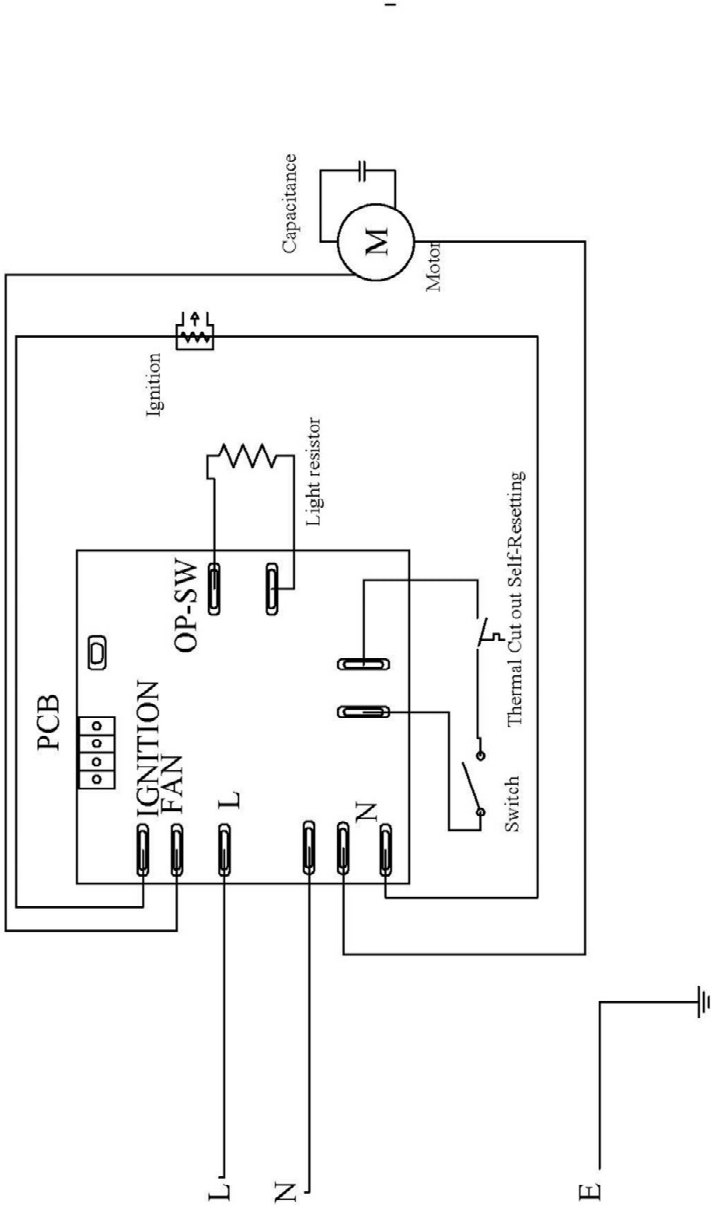 PCB
IGNITION
FAN
L
N
OP-SW
Light resistor
Ignition
Capacitance
M
Motor
Switch
Thermal Cut out Self-Resetting
L
N
E